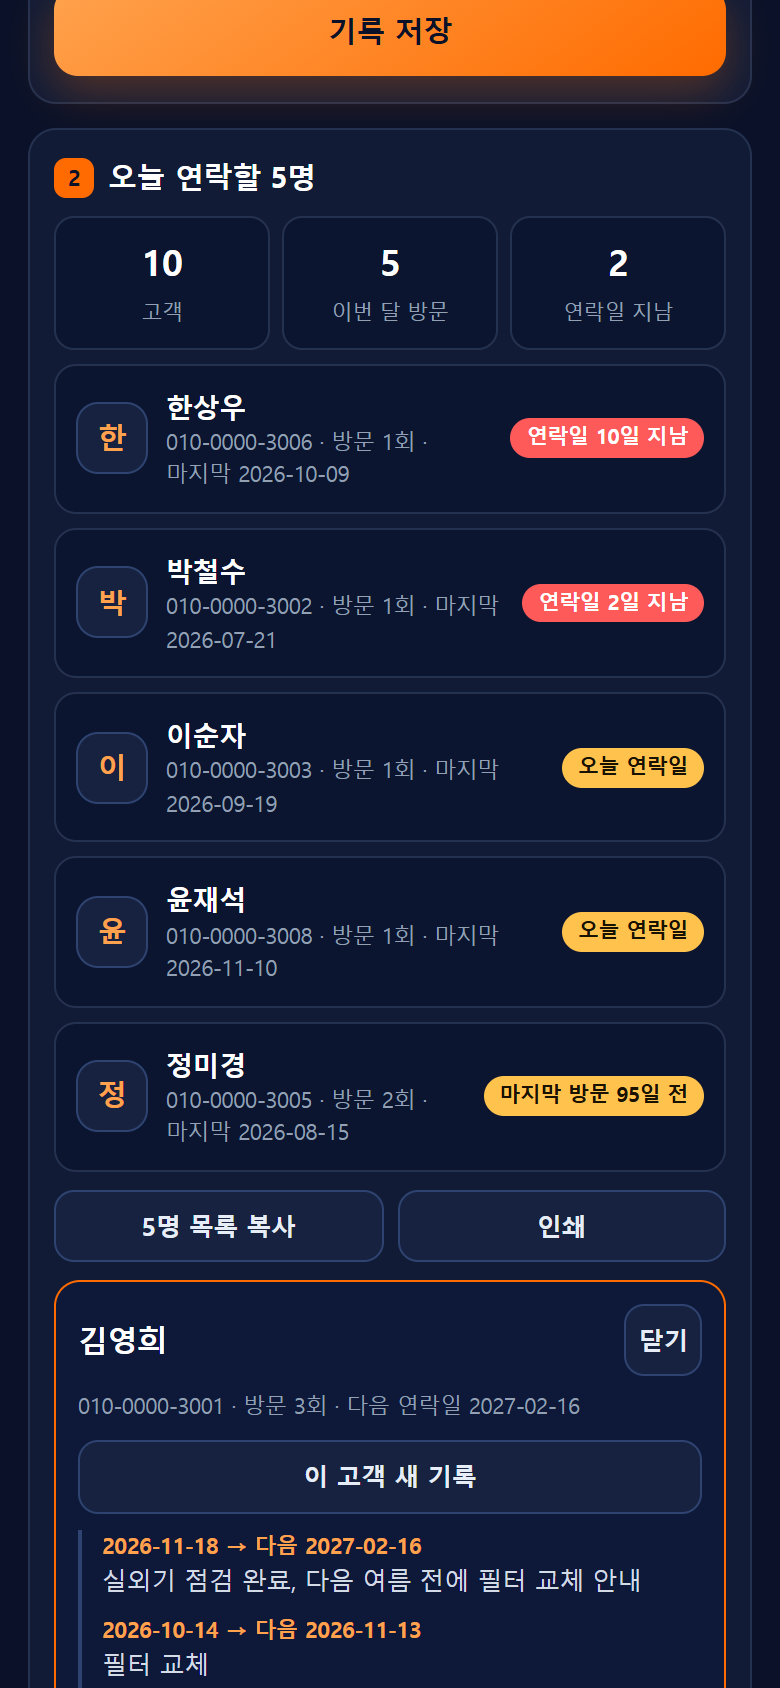 기록 저장
2 오늘 연락할 5명
10 5 2
고객 이번 달 방문 연락일 지남
한 한상우
010-0000-3006 · 방문 1회 ·
마지막 2026-10-09
연락일 10일 지남
박 박철수
010-0000-3002 · 방문 1회 · 마지막
2026-07-21
연락일 2일 지남
이 이순자
010-0000-3003 · 방문 1회 · 마지막
2026-09-19
오늘 연락일
윤 윤재석
010-0000-3008 · 방문 1회 · 마지막
2026-11-10
오늘 연락일
정 정미경
010-0000-3005 · 방문 2회 ·
마지막 2026-08-15
마지막 방문 95일 전
5명 목록 복사 인쇄
김영희 닫기
010-0000-3001 · 방문 3회 · 다음 연락일 2027-02-16
이 고객 새 기록
2026-11-18 → 다음 2027-02-16
실외기 점검 완료, 다음 여름 전에 필터 교체 안내
2026-10-14 → 다음 2026-11-13
필터 교체